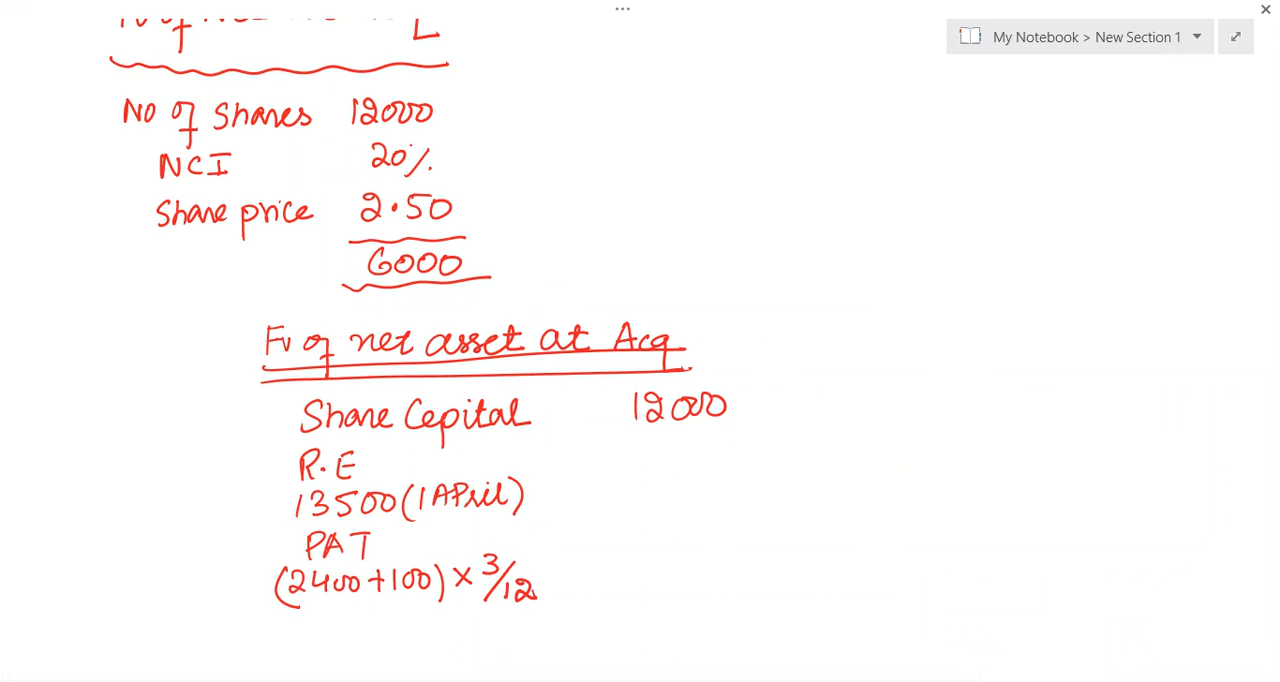 ...
My Notebook > New Section 1
No of Shares 12000
NCI 20%
Share price 2.50
6000
Fv of net asset at Acq
Share Cepital 12000
R.E
13500 (1 April)
PAT
(2400+100) × 3/12